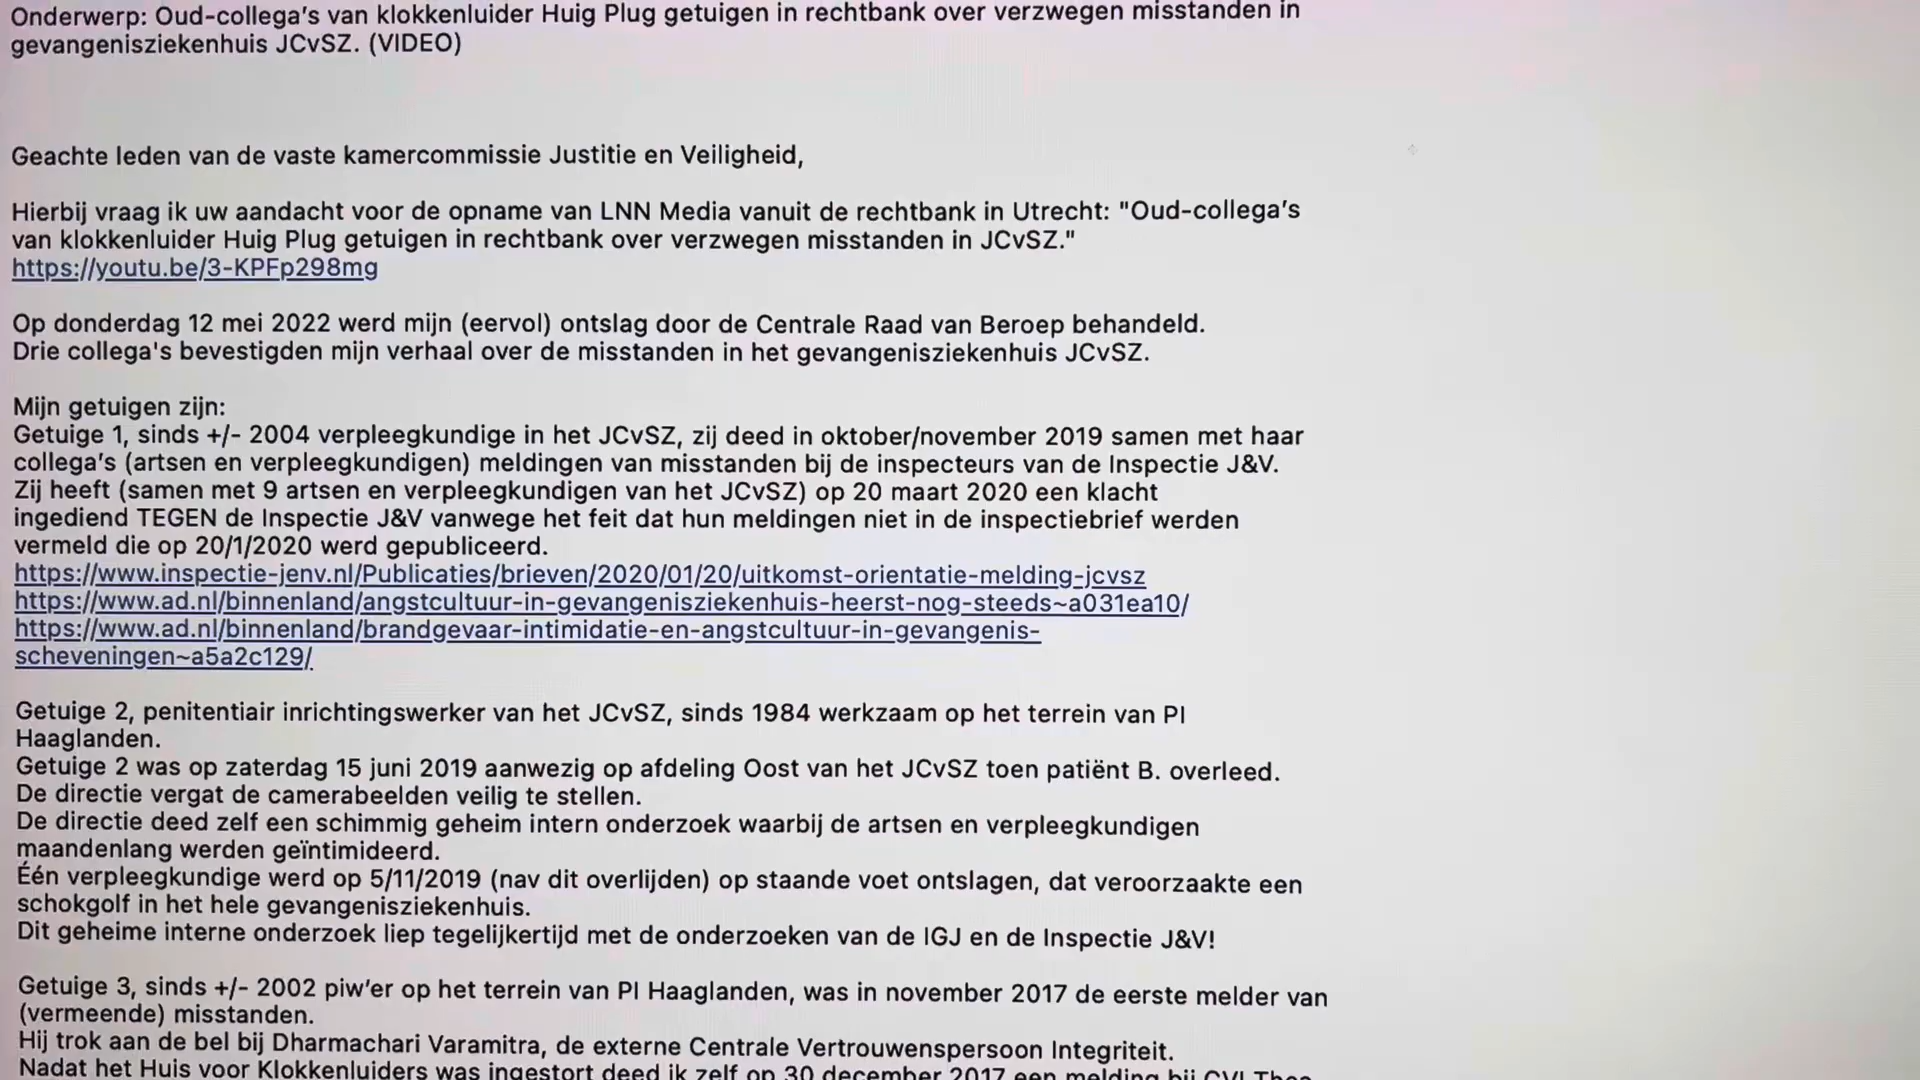 Onderwerp: Oud-collega's van klokkenluider Huig Plug getuigen in rechtbank over verzwegen misstanden in
gevangenisziekenhuis JCvSZ. (VIDEO)
Geachte leden van de vaste kamercommissie Justitie en Veiligheid,
Hierbij vraag ik uw aandacht voor de opname van LNN Media vanuit de rechtbank in Utrecht: "Oud-collega's
van klokkenluider Huig Plug getuigen in rechtbank over verzwegen misstanden in JCvSZ."
https://youtu.be/3-KPFp298mg
Op donderdag 12 mei 2022 werd mijn (eervol) ontslag door de Centrale Raad van Beroep behandeld.
Drie collega's bevestigden mijn verhaal over de misstanden in het gevangenisziekenhuis JCvSZ.
Mijn getuigen zijn:
Getuige 1, sinds +/- 2004 verpleegkundige in het JCvSZ, zij deed in oktober/november 2019 samen met haar
collega's (artsen en verpleegkundigen) meldingen van misstanden bij de inspecteurs van de Inspectie J&V.
Zij heeft (samen met 9 artsen en verpleegkundigen van het JCvSZ) op 20 maart 2020 een klacht
ingediend TEGEN de Inspectie J&V vanwege het feit dat hun meldingen niet in de inspectiebrief werden
vermeld die op 20/1/2020 werd gepubliceerd.
https://www.inspectie-jenv.nl/Publicaties/brieven/2020/01/20/uitkomst-orientatie-melding-jcvsz
https://www.ad.nl/binnenland/angstcultuur-in-gevangenisziekenhuis-heerst-nog-steeds~a031ea10/
https://www.ad.nl/binnenland/brandgevaar-intimidatie-en-angstcultuur-in-gevangenis-
scheveningen~a5a2c129/
Getuige 2, penitentiair inrichtingswerker van het JCvSZ, sinds 1984 werkzaam op het terrein van PI
Haaglanden.
Getuige 2 was op zaterdag 15 juni 2019 aanwezig op afdeling Oost van het JCvSZ toen patiënt B. overleed.
De directie vergat de camerabeelden veilig te stellen.
De directie deed zelf een schimmig geheim intern onderzoek waarbij de artsen en verpleegkundigen
maandenlang werden geïntimideerd.
Één verpleegkundige werd op 5/11/2019 (nav dit overlijden) op staande voet ontslagen, dat veroorzaakte een
schokgolf in het hele gevangenisziekenhuis.
Dit geheime interne onderzoek liep tegelijkertijd met de onderzoeken van de IGJ en de Inspectie J&V!
Getuige 3, sinds +/- 2002 piw'er op het terrein van PI Haaglanden, was in november 2017 de eerste melder van
(vermeende) misstanden.
Hij trok aan de bel bij Dharmachari Varamitra, de externe Centrale Vertrouwenspersoon Integriteit.
Nadat het Huis voor Klokkenluiders was ingestort deed ik zelf op 30 december 2017 een melding bij CVI Theo